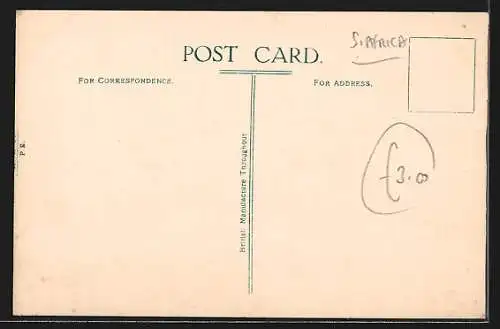 S. AFRICA
POST CARD.
FOR CORRESPONDENCE.
FOR ADDRESS.
British Manufacture Throughout
P. E.
£3.00